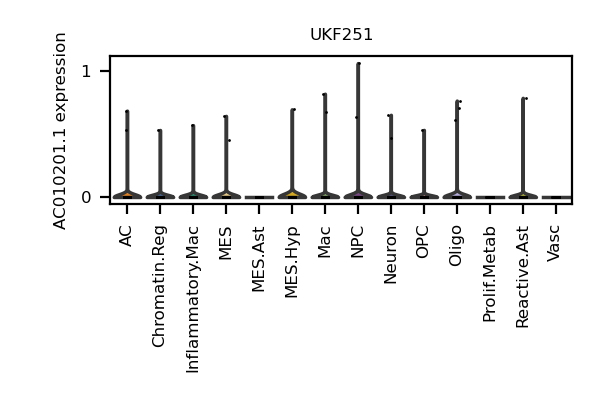 UKF251
AC010201.1 expression
1
0
AC
Chromatin.Reg
Inflammatory.Mac
MES
MES.Ast
MES.Hyp
Mac
NPC
Neuron
OPC
Oligo
Prolif.Metab
Reactive.Ast
Vasc